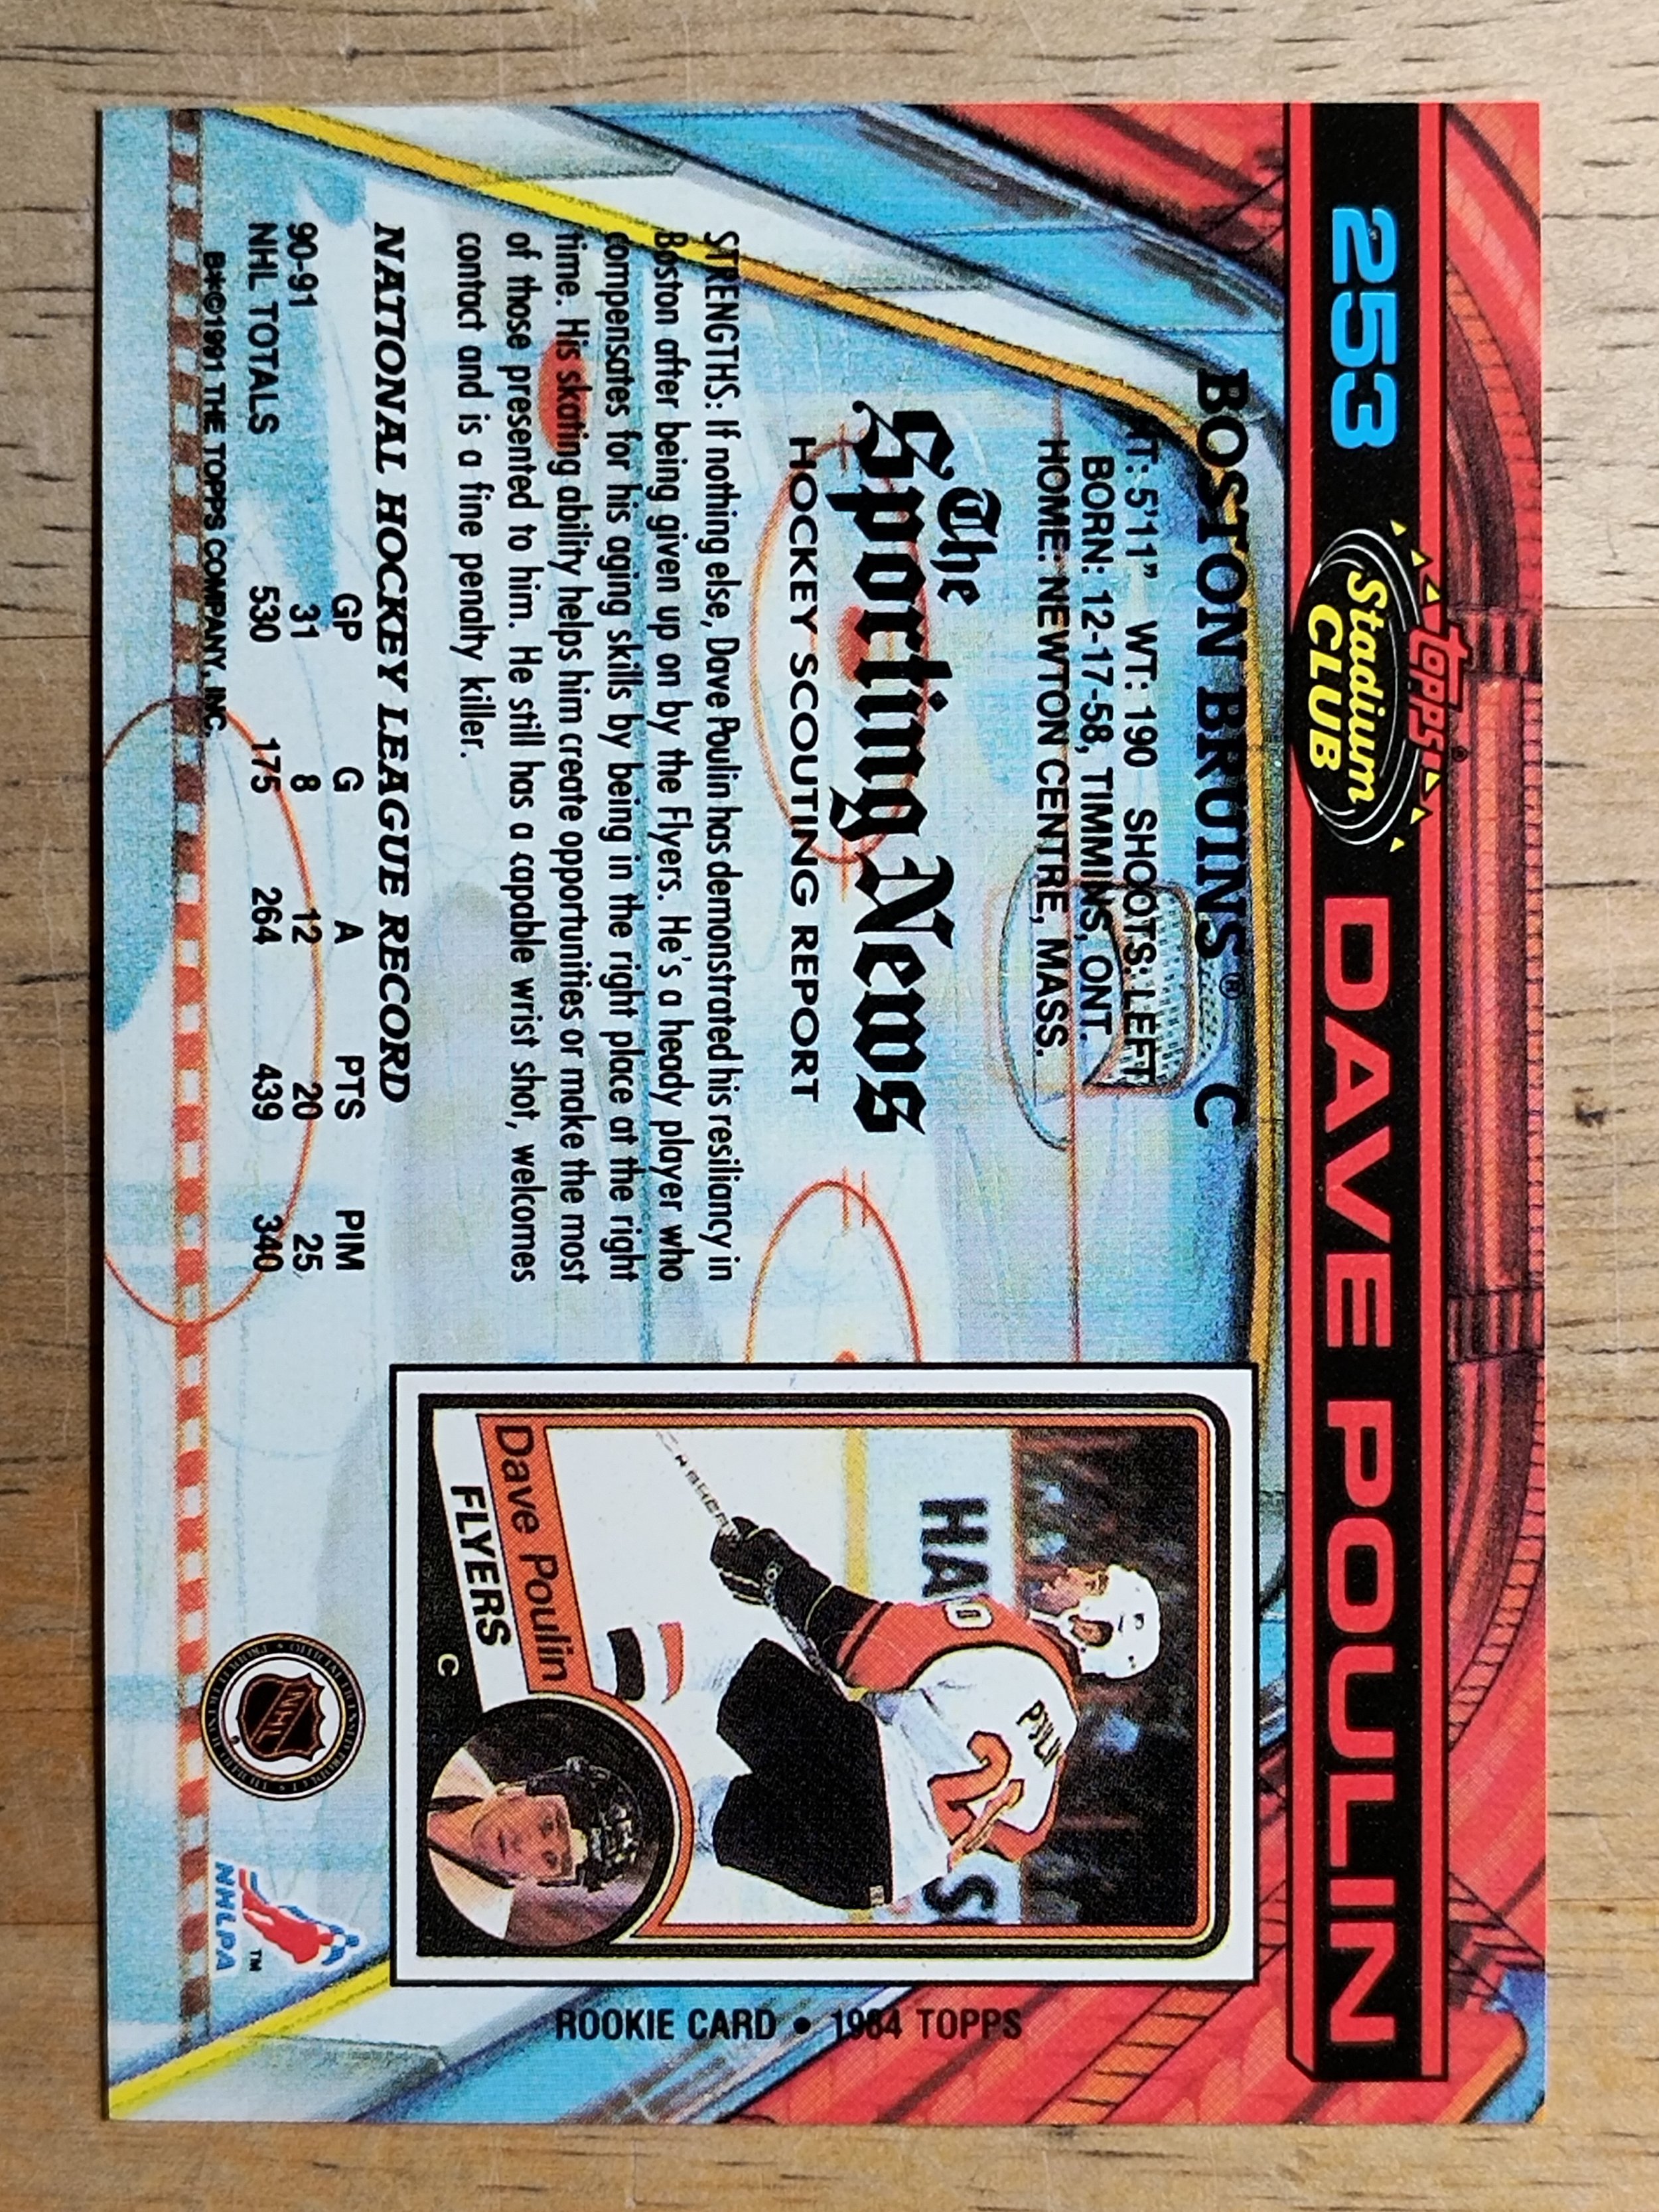 253
Topps®
Stadium
CLUB
DAVE POULIN
BOSTON BRUINS® C
HT: 5'11" WT: 190 SHOOTS: LEFT
BORN: 12-17-58, TIMMINS, ONT.
HOME: NEWTON CENTRE, MASS.
The
Sporting News
HOCKEY SCOUTING REPORT
STRENGTHS: If nothing else, Dave Poulin has demonstrated his resiliancy in
Boston after being given up on by the Flyers. He's a heady player who
compensates for his aging skills by being in the right place at the right
time. His skating ability helps him create opportunities or make the most
of those presented to him. He still has a capable wrist shot, welcomes
contact and is a fine penalty killer.
NATIONAL HOCKEY LEAGUE RECORD
GP G A PTS PIM
90-91 31 8 12 20 25
NHL TOTALS 530 175 264 439 340
B*©1991 THE TOPPS COMPANY, INC.
HAD
S
2
Dave Poulin
FLYERS
C
ROOKIE CARD • 1984 TOPPS
NHL
NHLPA
TM